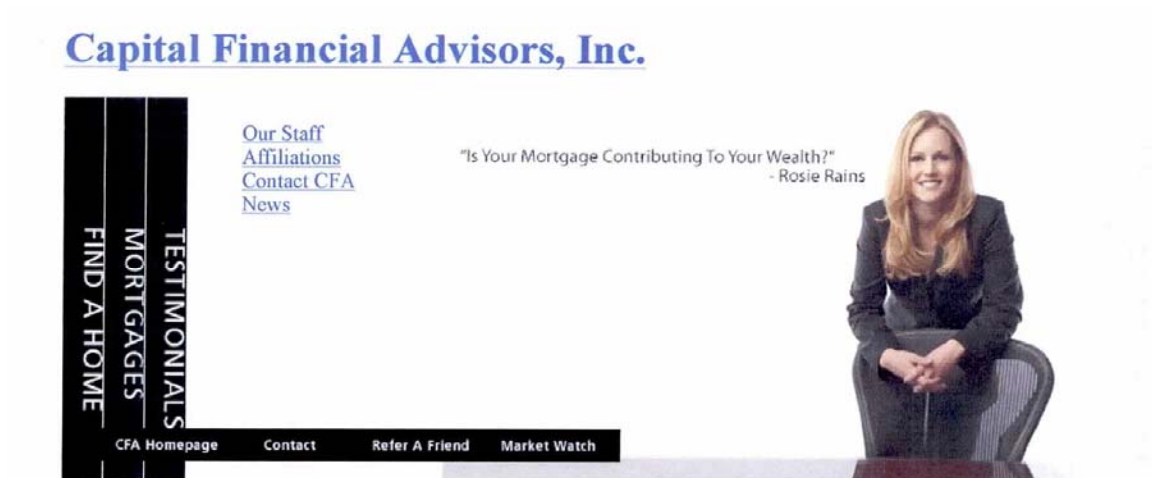 Capital Financial Advisors, Inc.
Our Staff
Affiliations
Contact CFA
News
"Is Your Mortgage Contributing To Your Wealth?"
- Rosie Rains
FIND A HOME
MORTGAGES
TESTIMONIALS
CFA Homepage Contact Refer A Friend Market Watch